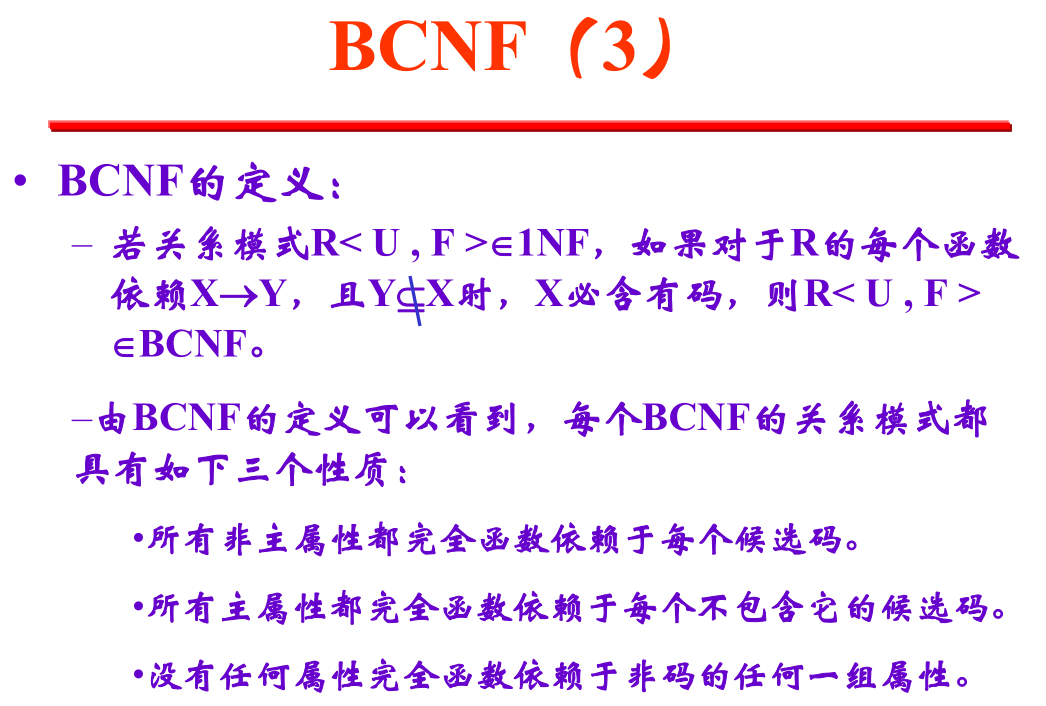 BCNF（3）
• BCNF的定义：
– 若关系模式R< U , F >∈1NF，如果对于R的每个函数
依赖X→Y，且Y⊈X时，X必含有码，则R< U , F >
∈BCNF。
–由BCNF的定义可以看到，每个BCNF的关系模式都
具有如下三个性质：
•所有非主属性都完全函数依赖于每个候选码。
•所有主属性都完全函数依赖于每个不包含它的候选码。
•没有任何属性完全函数依赖于非码的任何一组属性。